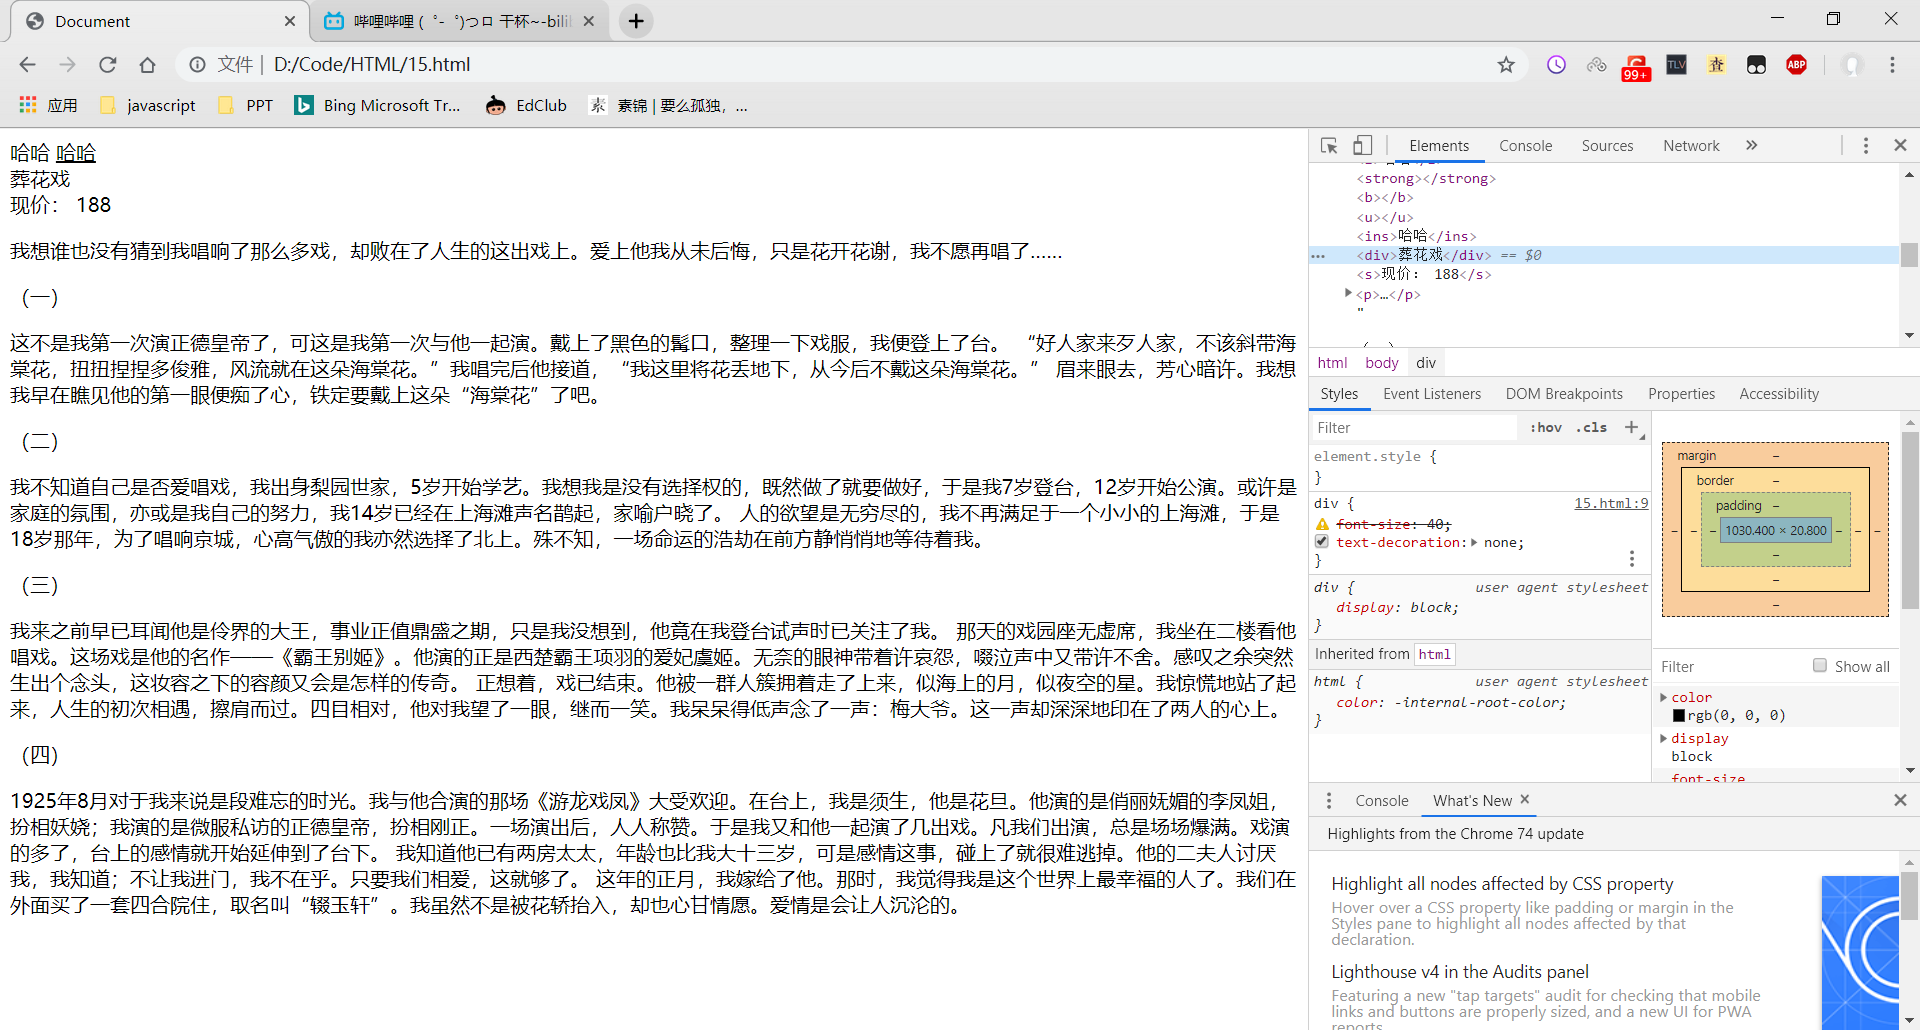 Document
哔哩哔哩 ( ゜- ゜)つロ 干杯~-bili
文件 | D:/Code/HTML/15.html
99+
TLV
查
ABP
应用
javascript
PPT
Bing Microsoft Tr...
EdClub
素
素锦 | 要么孤独，...
哈哈 哈哈
葬花戏
现价： 188
我想谁也没有猜到我唱响了那么多戏，却败在了人生的这出戏上。爱上他我从未后悔，只是花开花谢，我不愿再唱了......
（一）
这不是我第一次演正德皇帝了，可这是我第一次与他一起演。戴上了黑色的髯口，整理一下戏服，我便登上了台。 “好人家来歹人家，不该斜带海
棠花，扭扭捏捏多俊雅，风流就在这朵海棠花。”我唱完后他接道，“我这里将花丢地下，从今后不戴这朵海棠花。” 眉来眼去，芳心暗许。我想
我早在瞧见他的第一眼便痴了心，铁定要戴上这朵“海棠花”了吧。
（二）
我不知道自己是否爱唱戏，我出身梨园世家，5岁开始学艺。我想我是没有选择权的，既然做了就要做好，于是我7岁登台，12岁开始公演。或许是
家庭的氛围，亦或是我自己的努力，我14岁已经在上海滩声名鹊起，家喻户晓了。 人的欲望是无穷尽的，我不再满足于一个小小的上海滩，于是
18岁那年，为了唱响京城，心高气傲的我亦然选择了北上。殊不知，一场命运的浩劫在前方静悄悄地等待着我。
（三）
我来之前早已耳闻他是伶界的大王，事业正值鼎盛之期，只是我没想到，他竟在我登台试声时已关注了我。 那天的戏园座无虚席，我坐在二楼看他
唱戏。这场戏是他的名作——《霸王别姬》。他演的正是西楚霸王项羽的爱妃虞姬。无奈的眼神带着许哀怨，啜泣声中又带许不舍。感叹之余突然
生出个念头，这妆容之下的容颜又会是怎样的传奇。 正想着，戏已结束。他被一群人簇拥着走了上来，似海上的月，似夜空的星。我惊慌地站了起
来，人生的初次相遇，擦肩而过。四目相对，他对我望了一眼，继而一笑。我呆呆得低声念了一声：梅大爷。这一声却深深地印在了两人的心上。
（四）
1925年8月对于我来说是段难忘的时光。我与他合演的那场《游龙戏凤》大受欢迎。在台上，我是须生，他是花旦。他演的是俏丽妩媚的李凤姐，
扮相妖娆；我演的是微服私访的正德皇帝，扮相刚正。一场演出后，人人称赞。于是我又和他一起演了几出戏。凡我们出演，总是场场爆满。戏演
的多了，台上的感情就开始延伸到了台下。 我知道他已有两房太太，年龄也比我大十三岁，可是感情这事，碰上了就很难逃掉。他的二夫人讨厌
我，我知道；不让我进门，我不在乎。只要我们相爱，这就够了。 这年的正月，我嫁给了他。那时，我觉得我是这个世界上最幸福的人了。我们在
外面买了一套四合院住，取名叫“辍玉轩”。我虽然不是被花轿抬入，却也心甘情愿。爱情是会让人沉沦的。
Elements Console Sources Network »
<strong></strong>
<b></b>
<u></u>
<ins>哈哈</ins>
<div>葬花戏</div> == $0
<s>现价： 188</s>
<p>…</p>
"
html body div
Styles Event Listeners DOM Breakpoints Properties Accessibility
Filter :hov .cls +
element.style {
}
div { 15.html:9
font-size: 40;
text-decoration: none;
}
div { user agent stylesheet
display: block;
}
Inherited from html
html { user agent stylesheet
color: -internal-root-color;
}
margin –
border –
padding –
– – – 1030.400 × 20.800 – – –
–
–
–
Filter Show all
color
rgb(0, 0, 0)
display
block
font-size
Console What's New
Highlights from the Chrome 74 update
Highlight all nodes affected by CSS property
Hover over a CSS property like padding or margin in the
Styles pane to highlight all nodes affected by that
declaration.
Lighthouse v4 in the Audits panel
Featuring a new "tap targets" audit for checking that mobile
links and buttons are properly sized, and a new UI for PWA
reports.